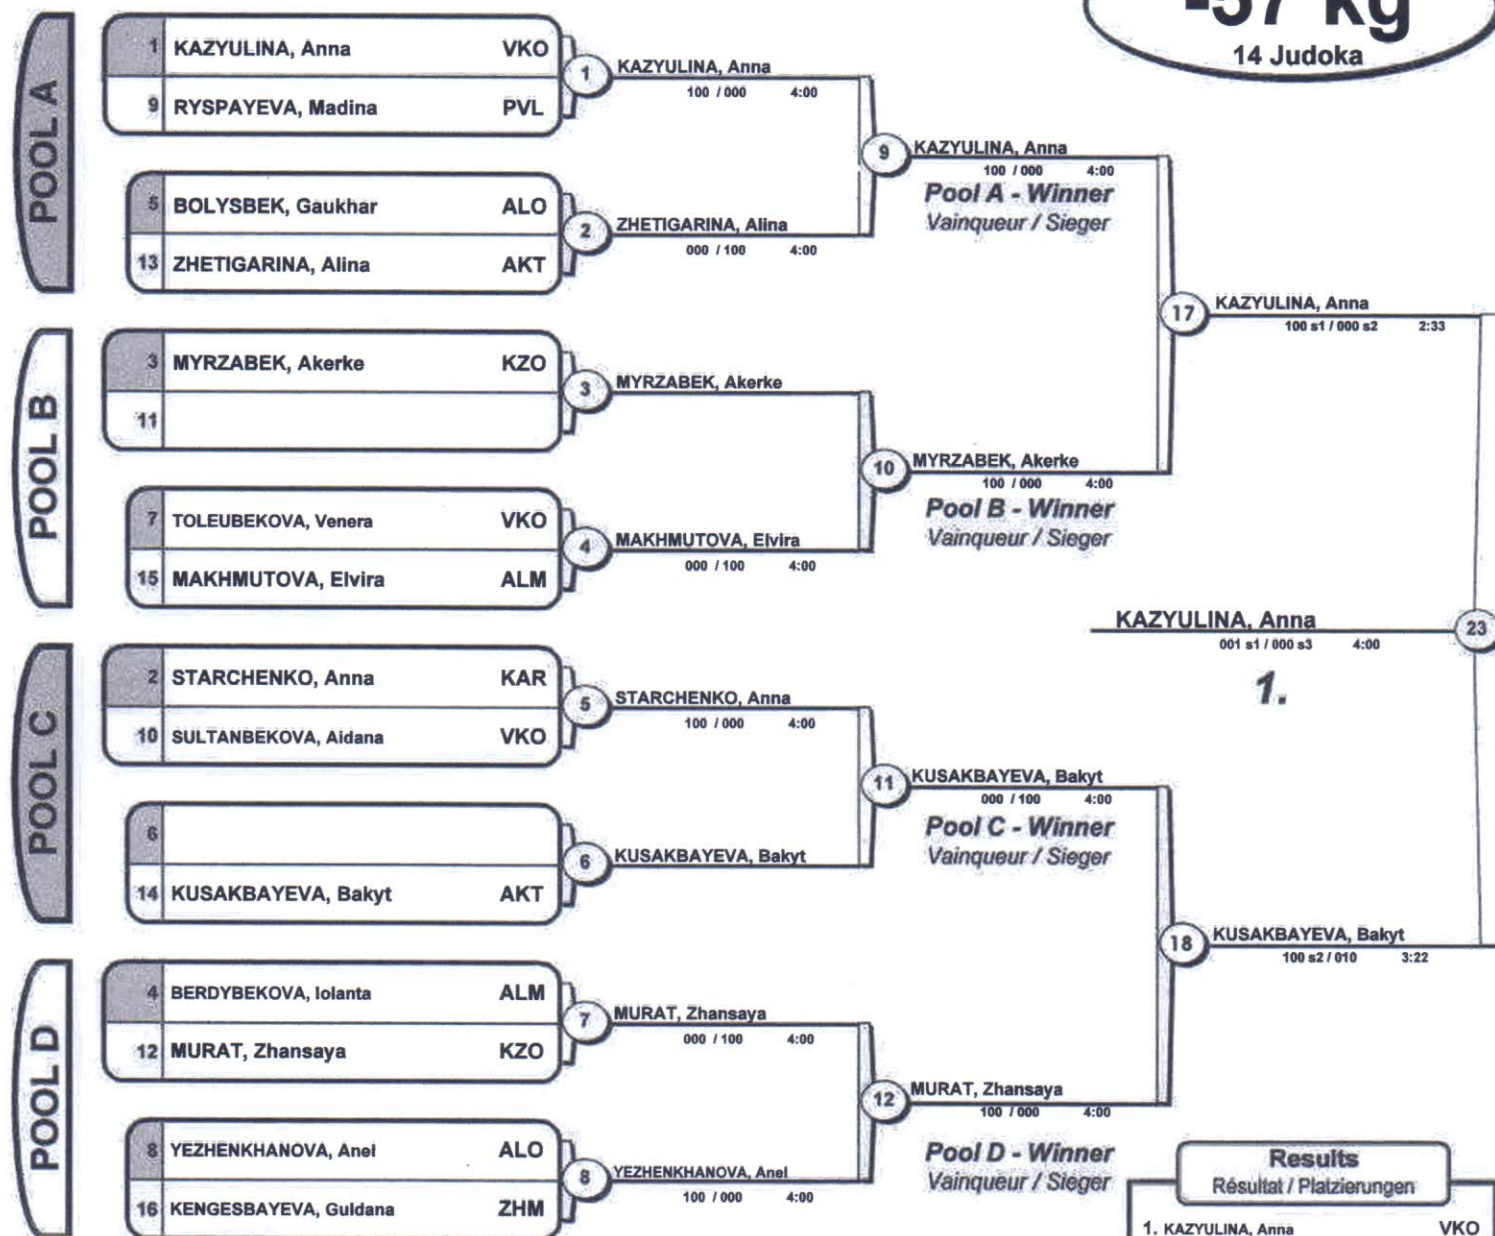 -57 kg
14 Judoka
POOL A
1 KAZYULINA, Anna VKO
9 RYSPAYEVA, Madina PVL
1
KAZYULINA, Anna
100 / 000 4:00
5 BOLYSBEK, Gaukhar ALO
13 ZHETIGARINA, Alina AKT
2
ZHETIGARINA, Alina
000 / 100 4:00
9
KAZYULINA, Anna
100 / 000 4:00
Pool A - Winner
Vainqueur / Sieger
POOL B
3 MYRZABEK, Akerke KZO
11
3
MYRZABEK, Akerke
7 TOLEUBEKOVA, Venera VKO
15 MAKHMUTOVA, Elvira ALM
4
MAKHMUTOVA, Elvira
000 / 100 4:00
10
MYRZABEK, Akerke
100 / 000 4:00
Pool B - Winner
Vainqueur / Sieger
17
KAZYULINA, Anna
100 s1 / 000 s2 2:33
KAZYULINA, Anna
001 s1 / 000 s3 4:00
23
1.
POOL C
2 STARCHENKO, Anna KAR
10 SULTANBEKOVA, Aidana VKO
5
STARCHENKO, Anna
100 / 000 4:00
6
14 KUSAKBAYEVA, Bakyt AKT
6
KUSAKBAYEVA, Bakyt
11
KUSAKBAYEVA, Bakyt
000 / 100 4:00
Pool C - Winner
Vainqueur / Sieger
POOL D
4 BERDYBEKOVA, Iolanta ALM
12 MURAT, Zhansaya KZO
7
MURAT, Zhansaya
000 / 100 4:00
8 YEZHENKHANOVA, Anel ALO
16 KENGESBAYEVA, Guldana ZHM
8
YEZHENKHANOVA, Anel
100 / 000 4:00
12
MURAT, Zhansaya
100 / 000 4:00
Pool D - Winner
Vainqueur / Sieger
18
KUSAKBAYEVA, Bakyt
100 s2 / 010 3:22
Results
Résultat / Platzierungen
1. KAZYULINA, Anna VKO